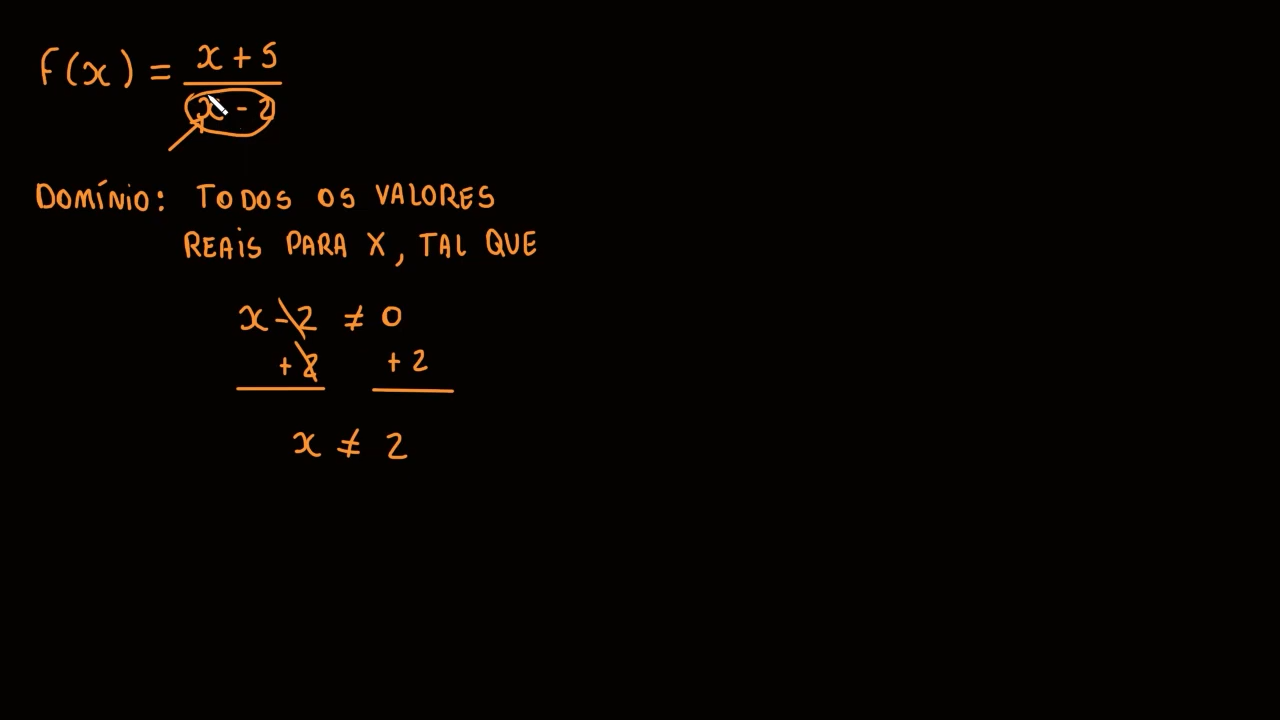 f(x) = x + 5
x - 2
DOMÍNIO: TODOS OS VALORES
REAIS PARA X, TAL QUE
x - 2 ≠ 0
+ 2 + 2
x ≠ 2